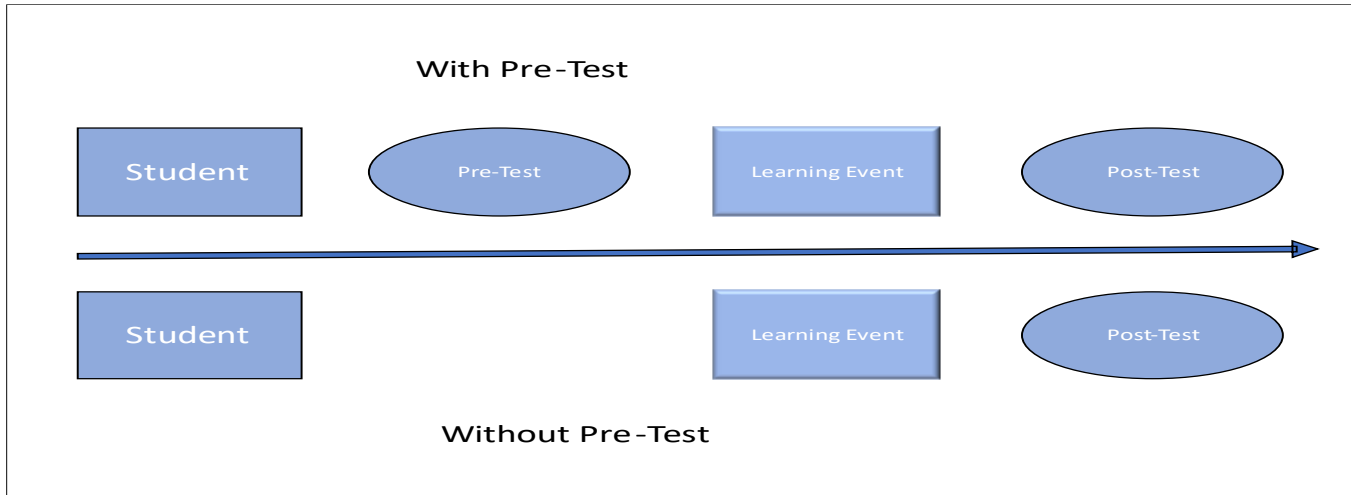 With Pre-Test
Student
Pre-Test
Learning Event
Post-Test
Student
Learning Event
Post-Test
Without Pre-Test